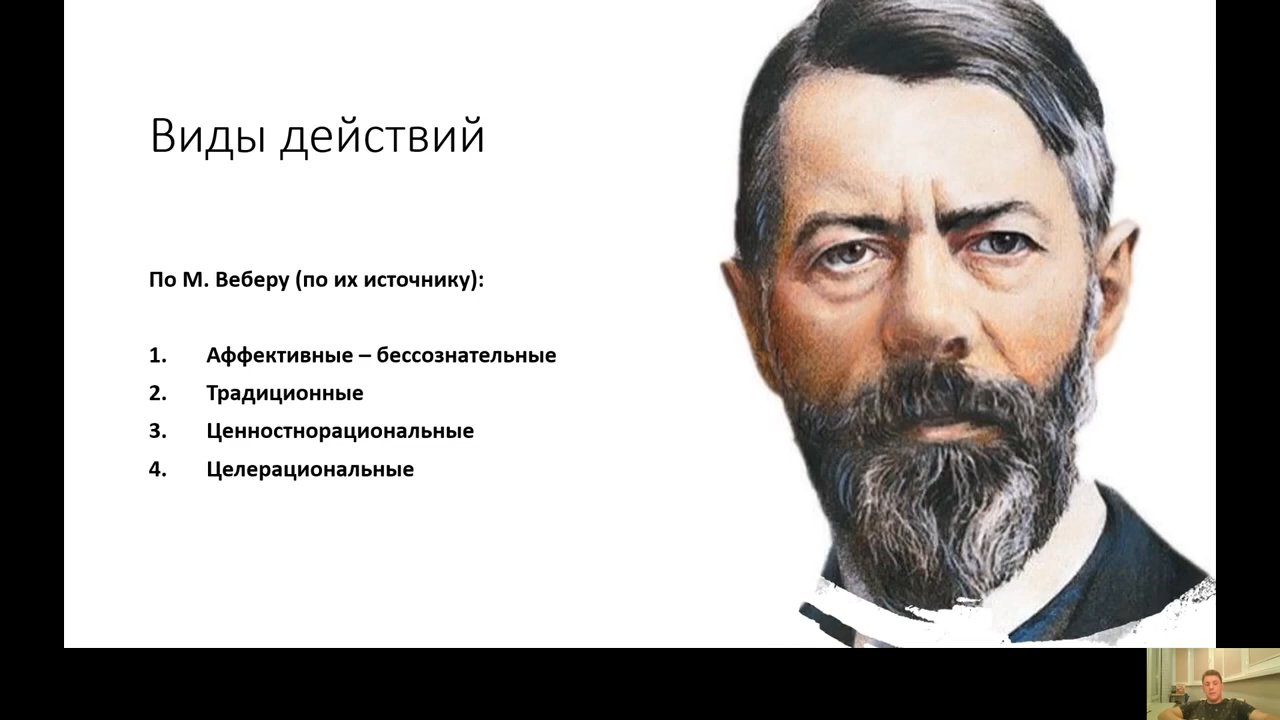 Виды действий
По М. Веберу (по их источнику):
1. Аффективные – бессознательные
2. Традиционные
3. Ценностнорациональные
4. Целерациональные